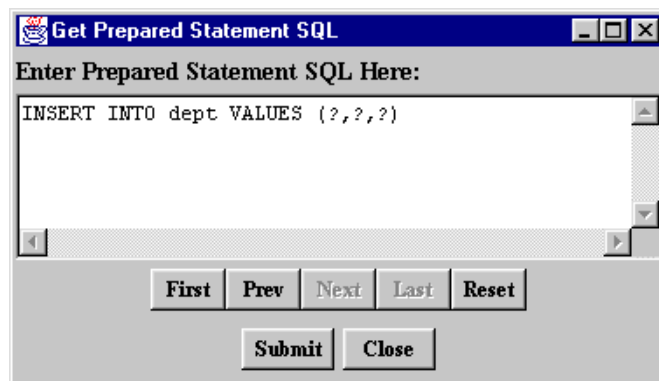 Get Prepared Statement SQL
Enter Prepared Statement SQL Here:
INSERT INTO dept VALUES (?,?,?)
First Prev Next Last Reset
Submit Close